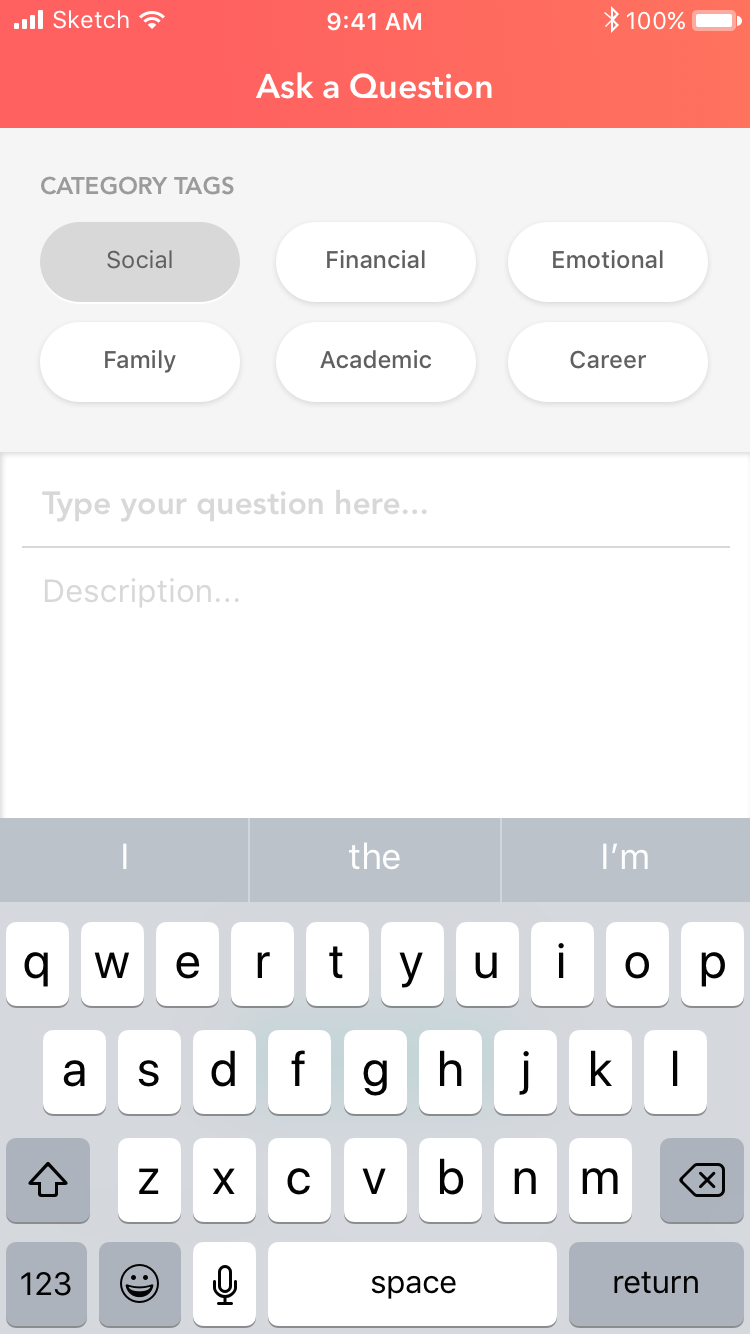 Sketch 9:41 AM 100%
Ask a Question
CATEGORY TAGS
Social Financial Emotional
Family Academic Career
Type your question here...
Description...
I the I'm
q w e r t y u i o p
a s d f g h j k l
z x c v b n m
123 space return